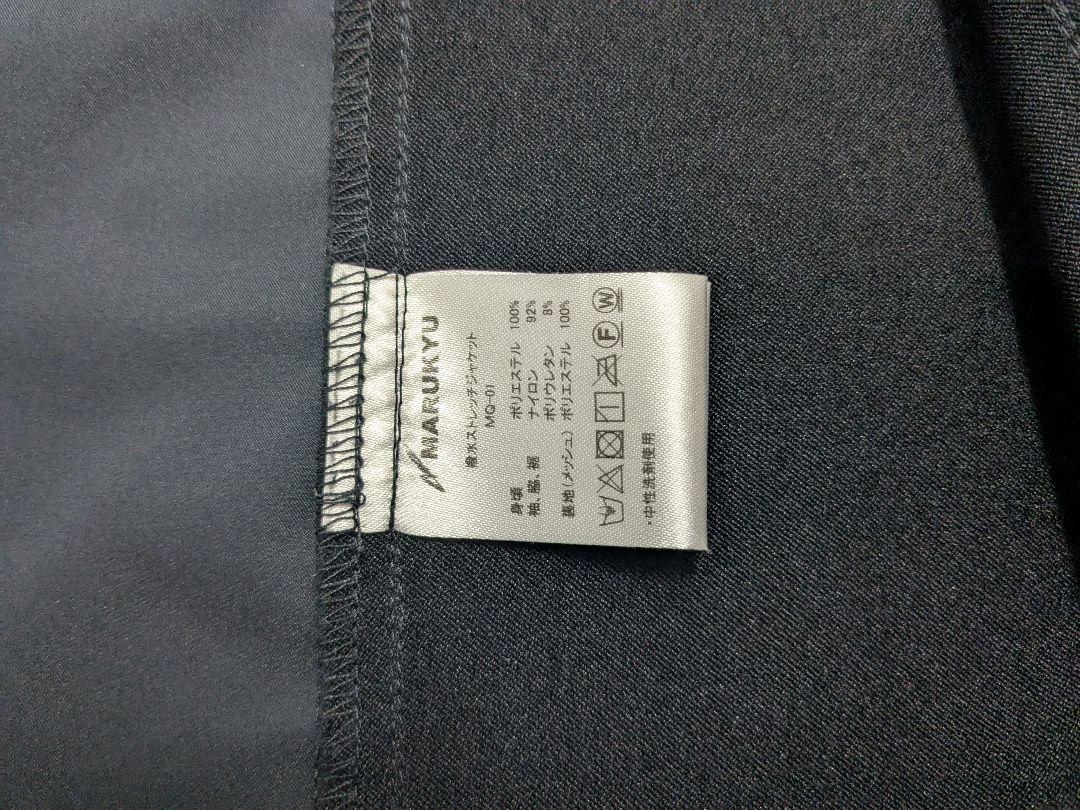 MARUKYU
撥水ストレッチジャケット
MQ-01
身頃 ポリエステル 100%
袖、脇、裾 ナイロン 92%
ポリウレタン 8%
裏地(メッシュ) ポリエステル 100%
F W
・中性洗剤使用